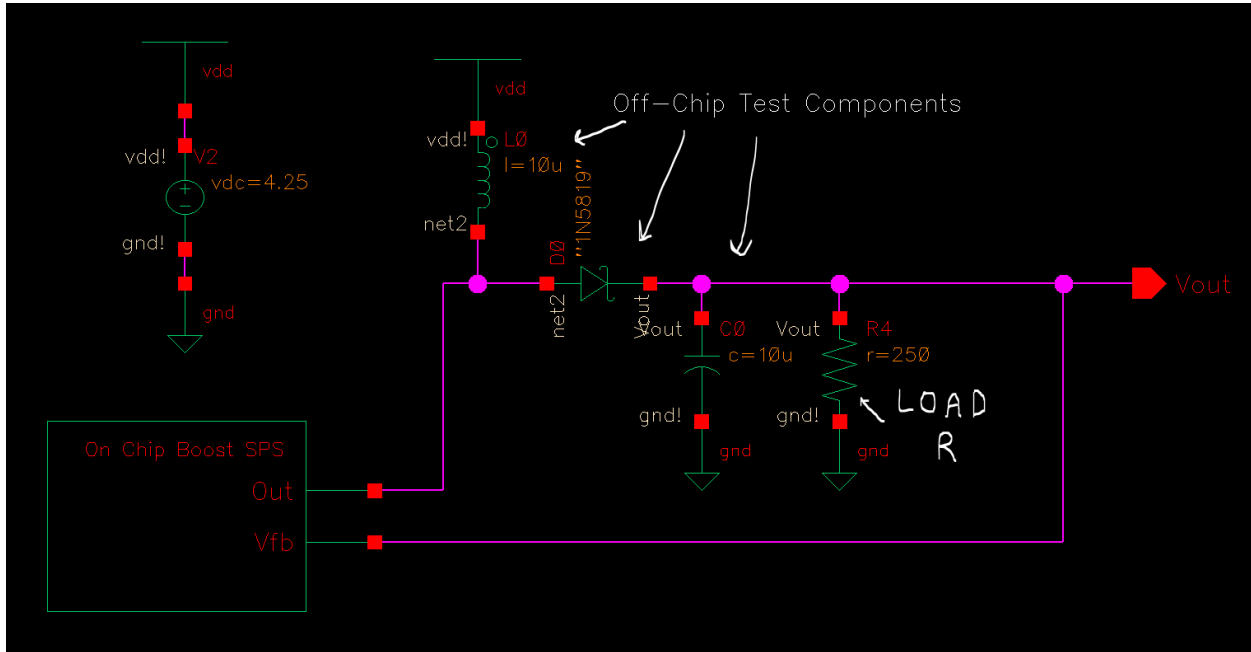 vdd
vdd!
V2
vdc=4.25
gnd!
gnd
vdd
Off-Chip Test Components
vdd!
L0
l=10u
"1N5819"
net2
D0
net2
Vout
Vout
C0
c=10u
gnd!
gnd
Vout
R4
r=250
gnd!
gnd
LOAD
R
Vout
On Chip Boost SPS
Out
Vfb